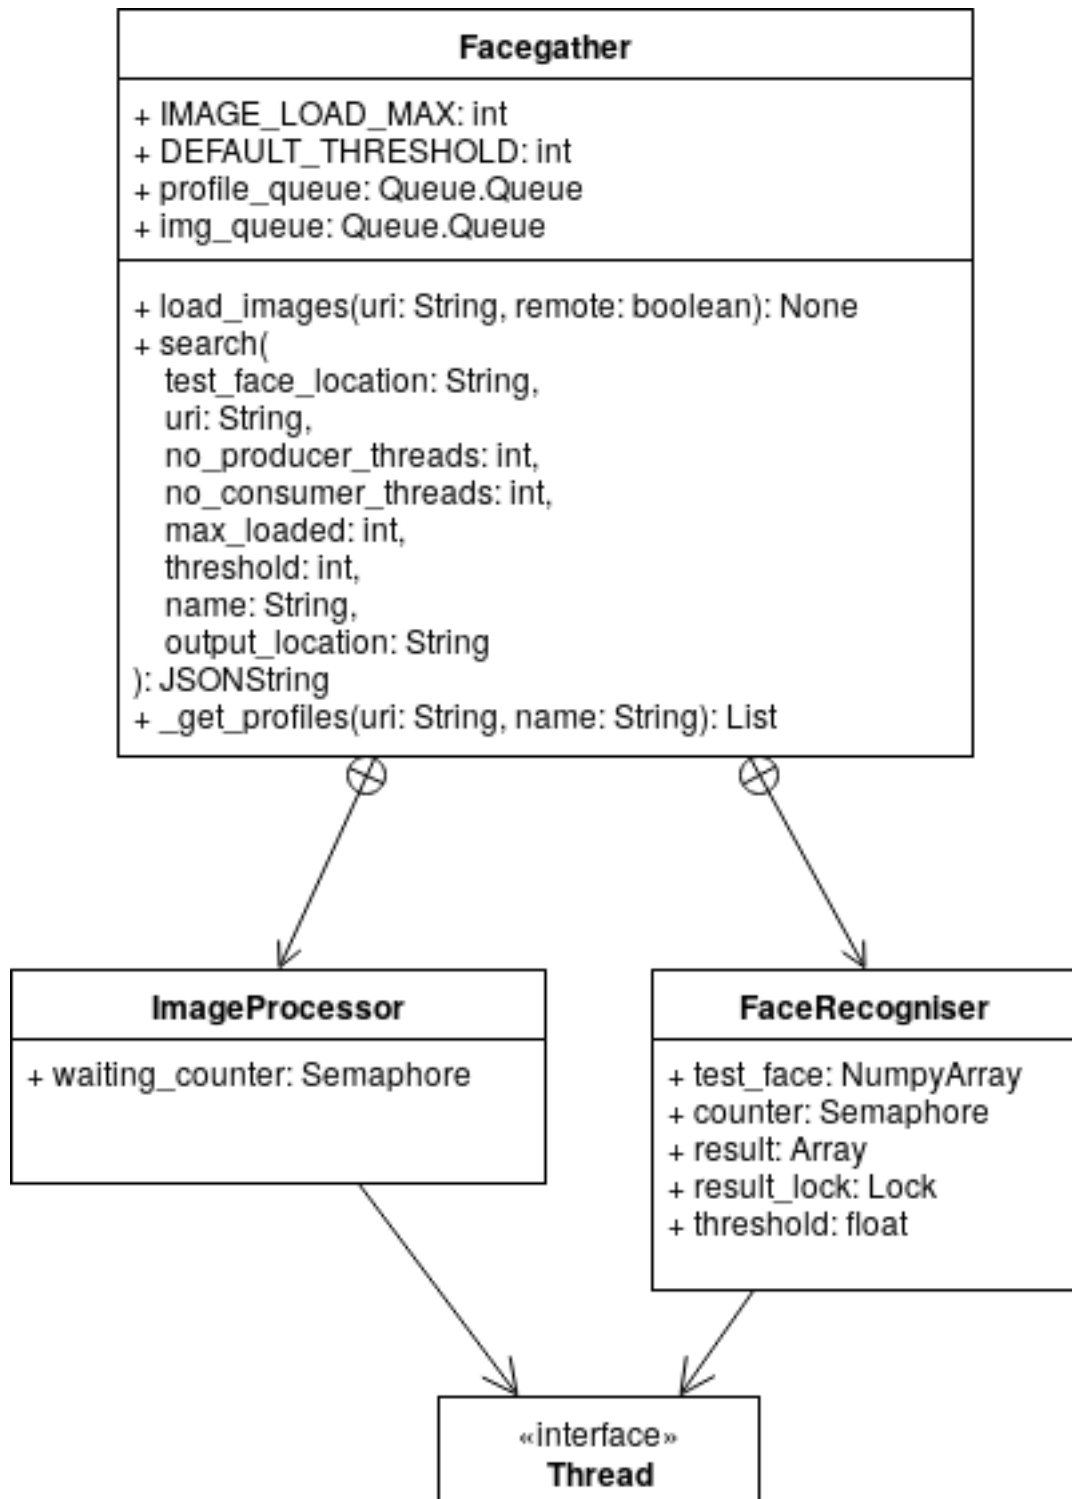 Facegather
+ IMAGE_LOAD_MAX: int
+ DEFAULT_THRESHOLD: int
+ profile_queue: Queue.Queue
+ img_queue: Queue.Queue
+ load_images(uri: String, remote: boolean): None
+ search(
test_face_location: String,
uri: String,
no_producer_threads: int,
no_consumer_threads: int,
max_loaded: int,
threshold: int,
name: String,
output_location: String
): JSONString
+ _get_profiles(uri: String, name: String): List
ImageProcessor
+ waiting_counter: Semaphore
FaceRecogniser
+ test_face: NumpyArray
+ counter: Semaphore
+ result: Array
+ result_lock: Lock
+ threshold: float
«interface»
Thread